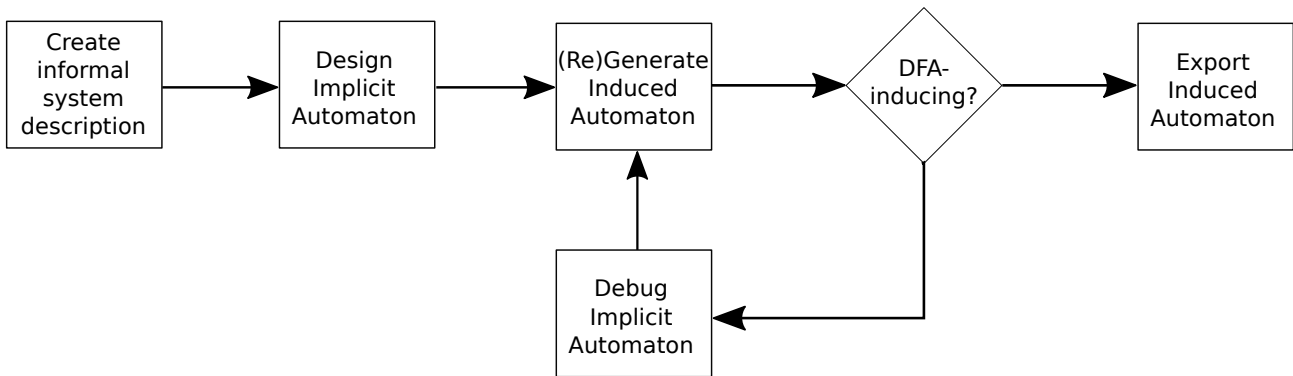 Create
informal
system
description
Design
Implicit
Automaton
(Re)Generate
Induced
Automaton
DFA-
inducing?
Export
Induced
Automaton
Debug
Implicit
Automaton